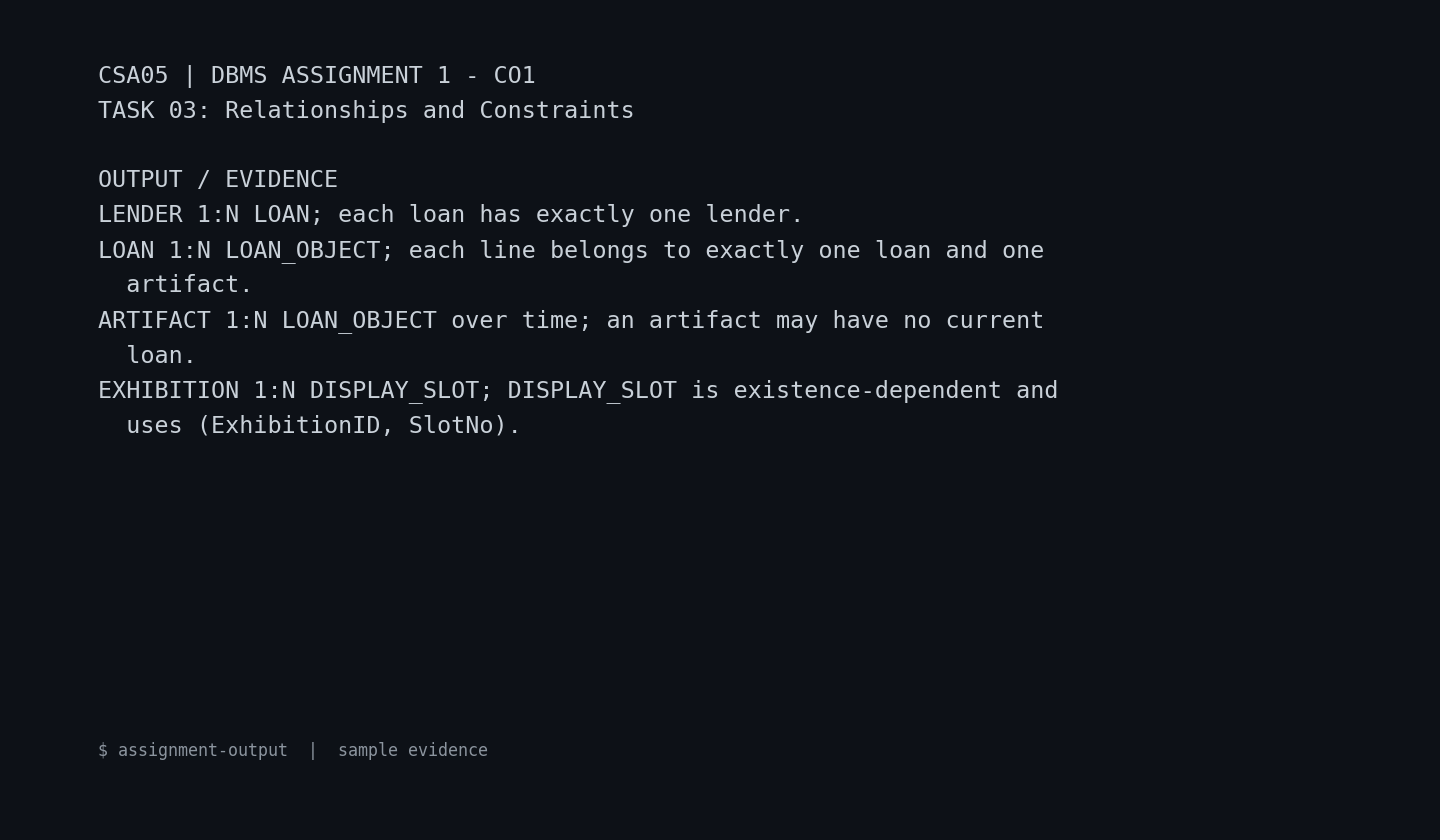 CSA05 | DBMS ASSIGNMENT 1 - CO1
TASK 03: Relationships and Constraints
OUTPUT / EVIDENCE
LENDER 1:N LOAN; each loan has exactly one lender.
LOAN 1:N LOAN_OBJECT; each line belongs to exactly one loan and one
artifact.
ARTIFACT 1:N LOAN_OBJECT over time; an artifact may have no current
loan.
EXHIBITION 1:N DISPLAY_SLOT; DISPLAY_SLOT is existence-dependent and
uses (ExhibitionID, SlotNo).
$ assignment-output | sample evidence